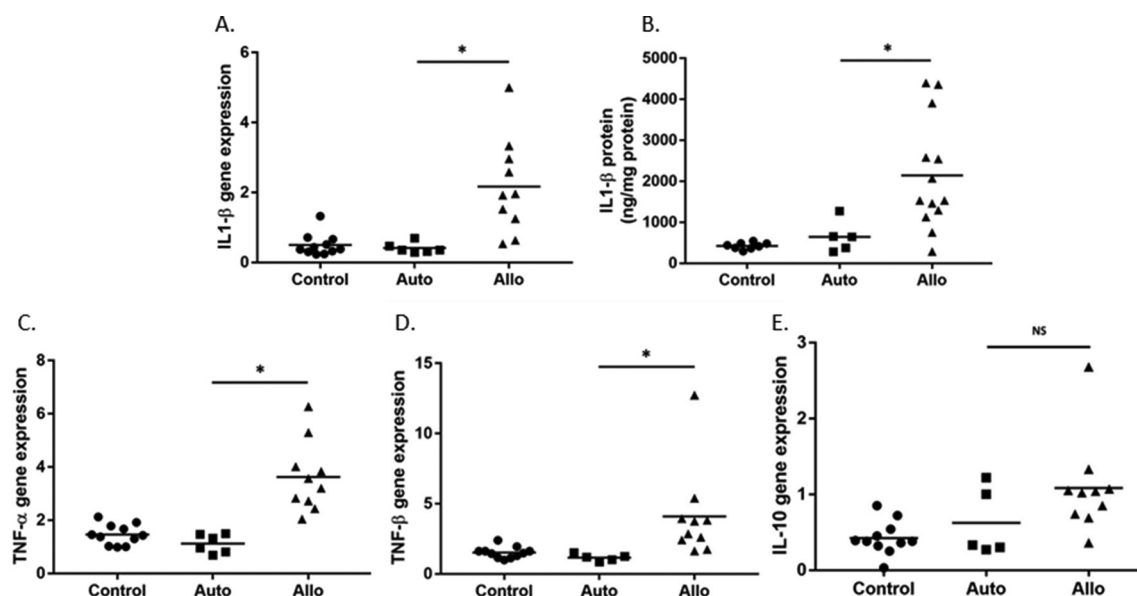 A.
*
IL1-β gene expression
6
4
2
0
Control Auto Allo
B.
*
IL1-β protein
(ng/mg protein)
5000
4000
3000
2000
1000
0
Control Auto Allo
C.
*
TNF-α gene expression
8
6
4
2
0
Control Auto Allo
D.
*
TNF-β gene expression
15
10
5
0
Control Auto Allo
E.
NS
IL-10 gene expression
3
2
1
0
Control Auto Allo